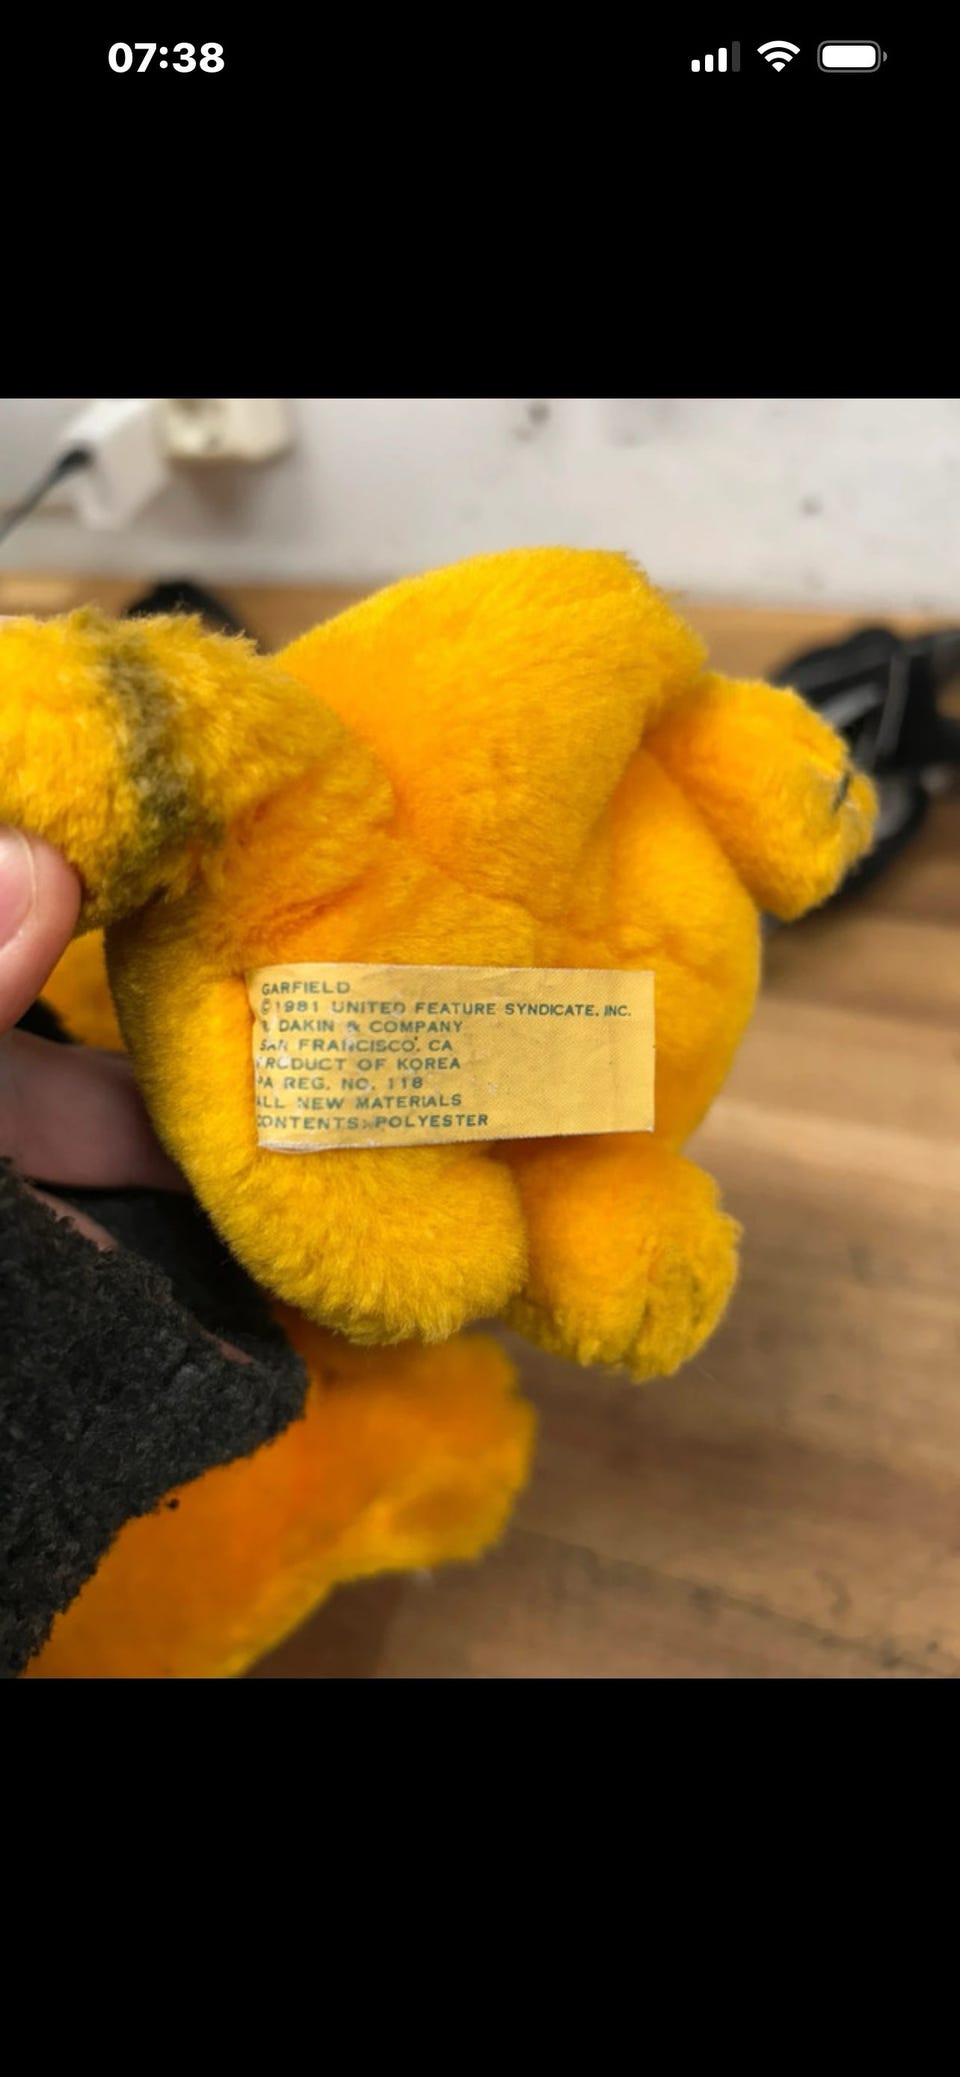 07:38
GARFIELD
©1981 UNITED FEATURE SYNDICATE, INC.
DAKIN & COMPANY
SAN FRANCISCO, CA
PRODUCT OF KOREA
PA REG. NO. 118
ALL NEW MATERIALS
CONTENTS: POLYESTER